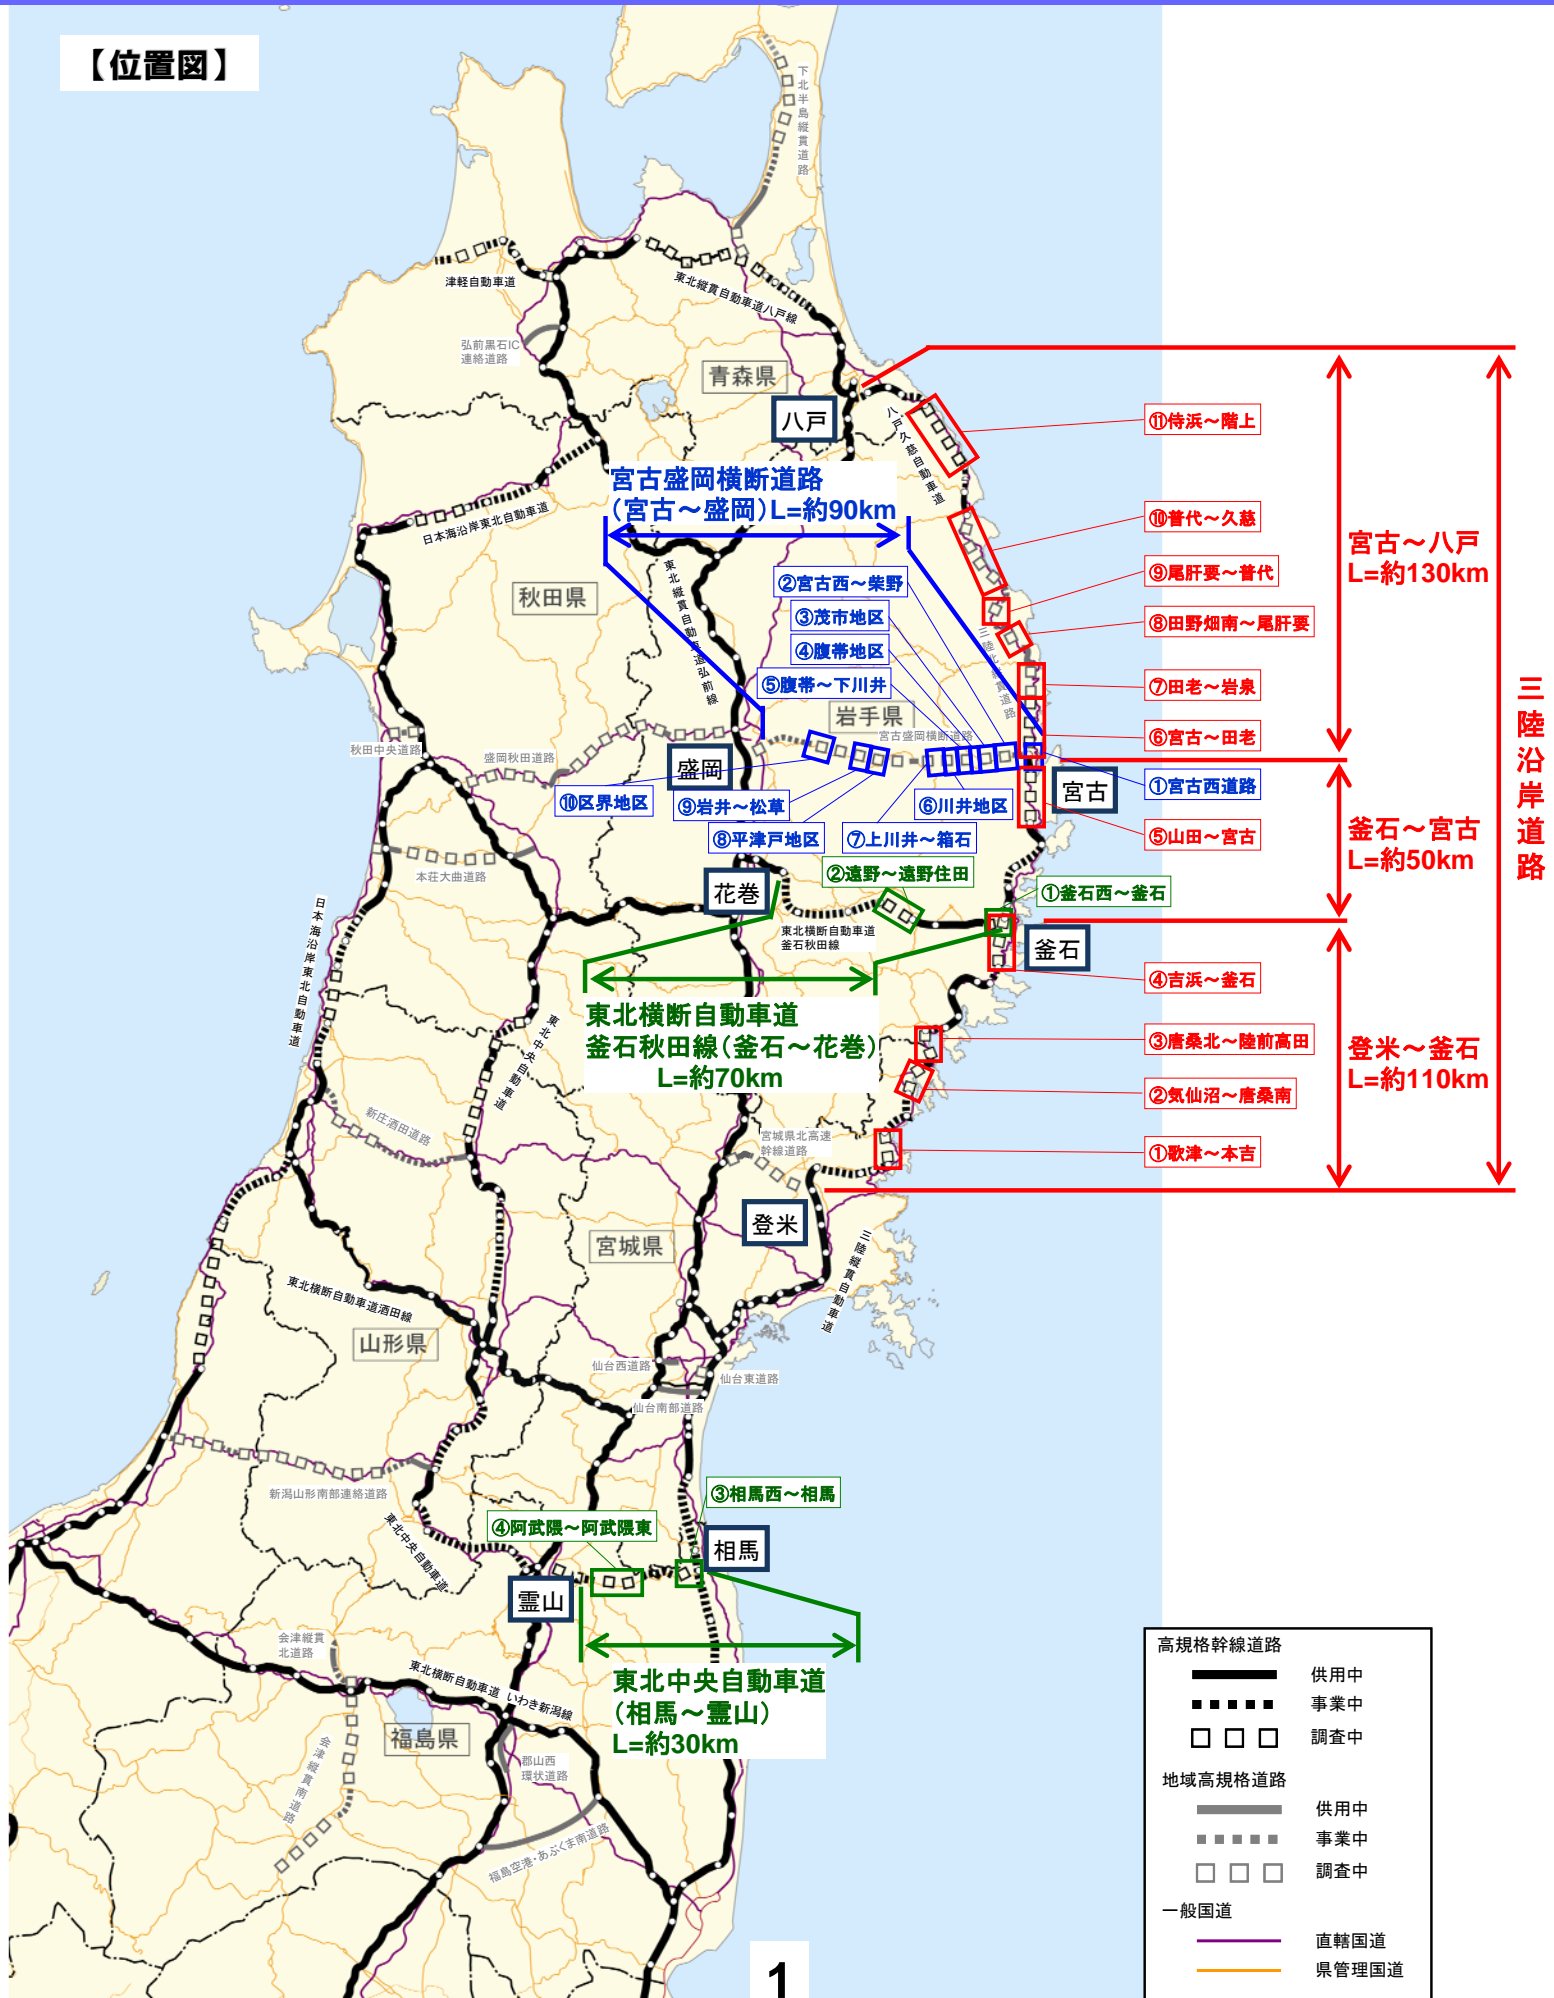 【位置図】
下北半島縦貫道路
津軽自動車道
東北縦貫自動車道八戸線
弘前黒石IC
連絡道路
青森県
八戸
八戸久慈自動車道
⑪侍浜～階上
宮古盛岡横断道路
（宮古～盛岡）L=約90km
日本海沿岸東北自動車道
⑩普代～久慈
宮古～八戸
L=約130km
⑨尾肝要～普代
②宮古西～柴野
秋田県
東北縦貫自動車道弘前線
③茂市地区
⑧田野畑南～尾肝要
④腹帯地区
三陸北縦貫道路
⑤腹帯～下川井
⑦田老～岩泉
三陸沿岸道路
岩手県
宮古盛岡横断道路
⑥宮古～田老
秋田中央道路
盛岡秋田道路
盛岡
①宮古西道路
宮古
⑩区界地区
⑨岩井～松草
⑥川井地区
⑧平津戸地区
⑦上川井～箱石
⑤山田～宮古
釜石～宮古
L=約50km
本荘大曲道路
②遠野～遠野住田
花巻
①釜石西～釜石
日本海沿岸東北自動車道
東北横断自動車道
釜石秋田線
釜石
④吉浜～釜石
東北横断自動車道
釜石秋田線（釜石～花巻）
L=約70km
東北中央自動車道
③唐桑北～陸前高田
登米～釜石
L=約110km
②気仙沼～唐桑南
新庄酒田道路
宮城県北高速
幹線道路
①歌津～本吉
登米
宮城県
三陸縦貫自動車道
東北横断自動車道酒田線
山形県
仙台西道路
仙台東道路
仙台南部道路
新潟山形南部連絡道路
③相馬西～相馬
④阿武隈～阿武隈東
東北中央自動車道
相馬
霊山
会津縦貫
北道路
東北横断自動車道 いわき新潟線
東北中央自動車道
（相馬～霊山）
L=約30km
福島県
会津縦貫南道路
郡山西
環状道路
福島空港・あぶくま南道路
高規格幹線道路
供用中
事業中
調査中
地域高規格道路
供用中
事業中
調査中
一般国道
直轄国道
県管理国道
1